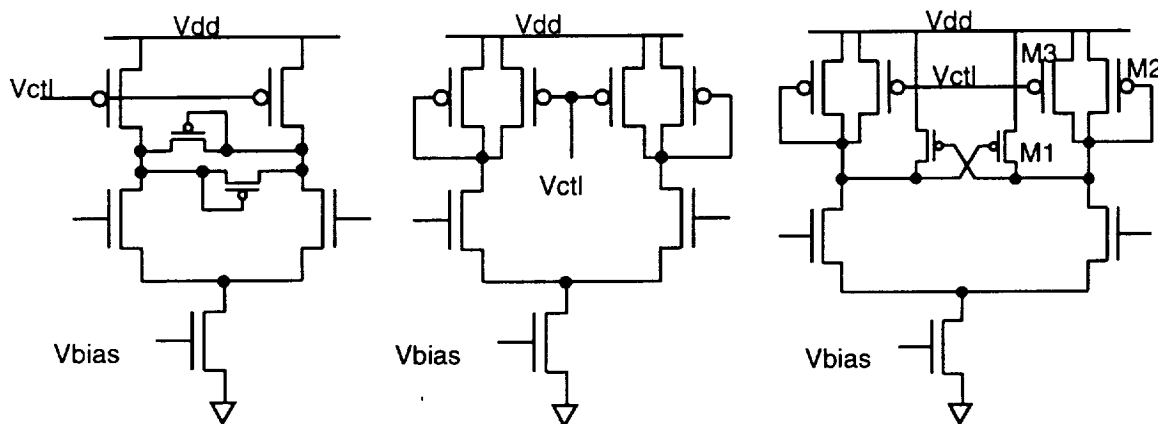 Vdd
Vctl
Vbias
Vdd
Vctl
Vbias
Vdd
Vctl
M3
M2
M1
Vbias